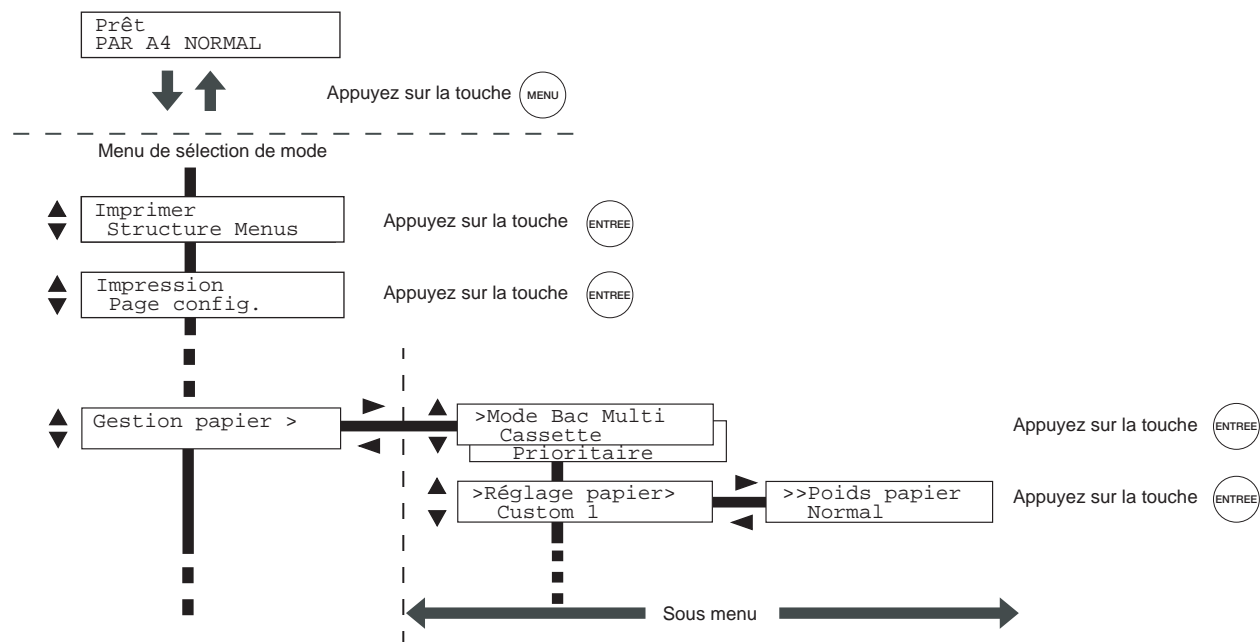 Prêt
PAR A4 NORMAL
Appuyez sur la touche MENU
Menu de sélection de mode
Imprimer
Structure Menus
Appuyez sur la touche ENTREE
Impression
Page config.
Appuyez sur la touche ENTREE
Gestion papier >
>Mode Bac Multi
Cassette
Prioritaire
Appuyez sur la touche ENTREE
>Réglage papier>
Custom 1
>>Poids papier
Normal
Appuyez sur la touche ENTREE
Sous menu